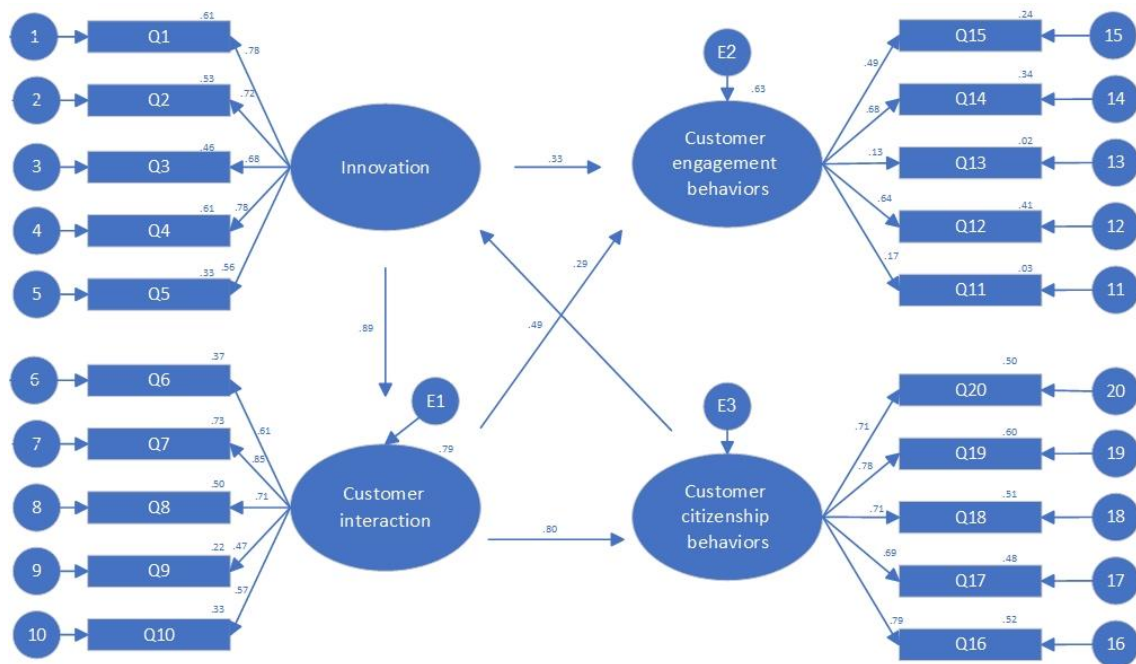 1
.61
Q1
.78
2
.53
Q2
.72
3
.46
Q3
.68
4
.61
Q4
.78
5
.33
Q5
.56
Innovation
.33
E2
.63
Customer
engagement
behaviors
.24
Q15
15
.49
.34
Q14
14
.68
.02
Q13
13
.13
.41
Q12
12
.64
.03
Q11
11
.17
.89
.29
.49
6
.37
Q6
.61
7
.73
Q7
.85
8
.50
Q8
.71
9
.22
Q9
.47
10
.33
Q10
.57
E1
.79
Customer
interaction
.80
E3
Customer
citizenship
behaviors
.50
Q20
20
.71
.60
Q19
19
.78
.51
Q18
18
.71
.48
Q17
17
.69
.52
Q16
16
.79